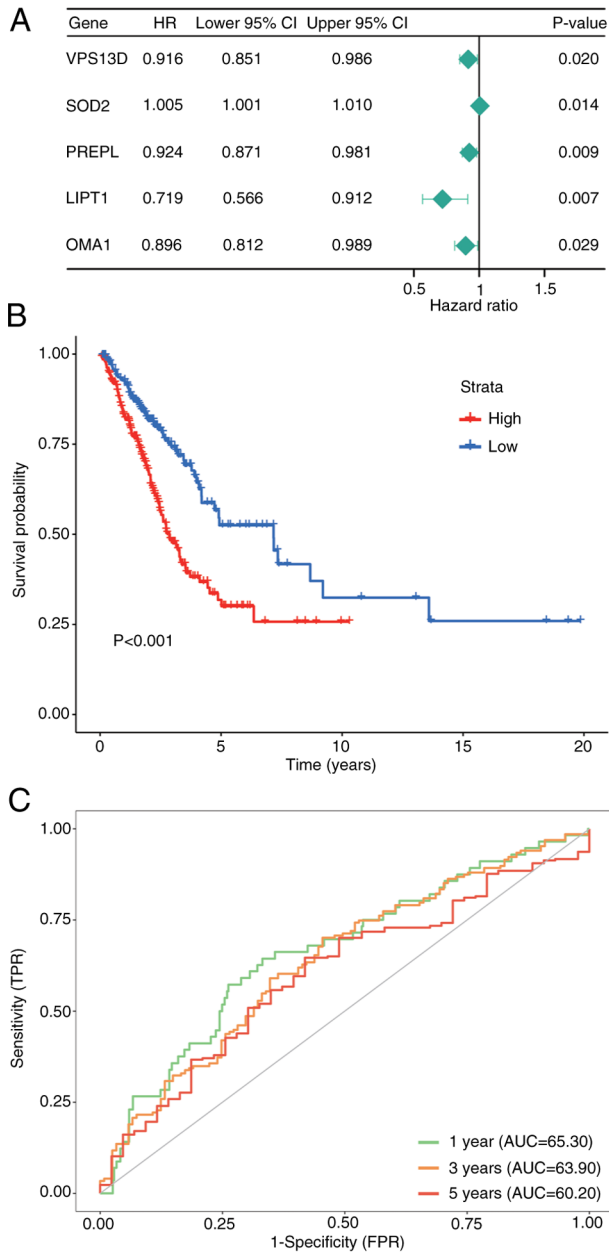 A
Gene HR Lower 95% CI Upper 95% CI P-value
VPS13D 0.916 0.851 0.986 0.020
SOD2 1.005 1.001 1.010 0.014
PREPL 0.924 0.871 0.981 0.009
LIPT1 0.719 0.566 0.912 0.007
OMA1 0.896 0.812 0.989 0.029
0.5 1 1.5
Hazard ratio
B
1.00
0.75
0.50
0.25
0.00
Survival probability
Strata
High
Low
P<0.001
0 5 10 15 20
Time (years)
C
1.00
0.75
0.50
0.25
0.00
Sensitivity (TPR)
1 year (AUC=65.30)
3 years (AUC=63.90)
5 years (AUC=60.20)
0.00 0.25 0.50 0.75 1.00
1-Specificity (FPR)